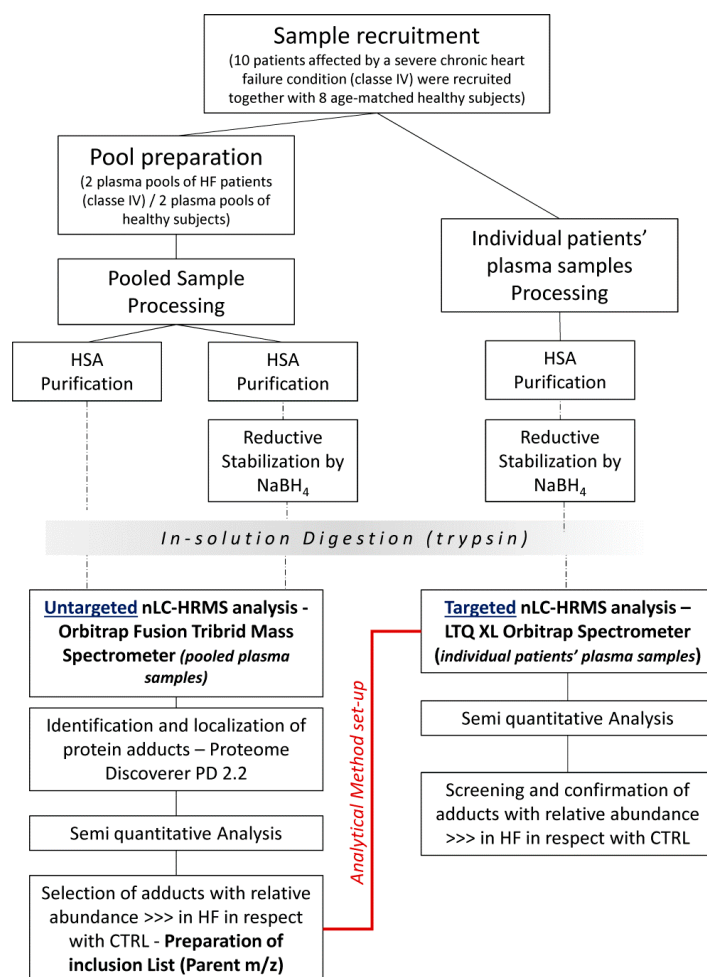 Sample recruitment
(10 patients affected by a severe chronic heart
failure condition (classe IV) were recruited
together with 8 age-matched healthy subjects)
Pool preparation
(2 plasma pools of HF patients
(classe IV) / 2 plasma pools of
healthy subjects)
Individual patients’
plasma samples
Processing
Pooled Sample
Processing
HSA
Purification
HSA
Purification
HSA
Purification
Reductive
Stabilization by
NaBH₄
Reductive
Stabilization by
NaBH₄
In-solution Digestion (trypsin)
Untargeted nLC-HRMS analysis -
Orbitrap Fusion Tribrid Mass
Spectrometer (pooled plasma
samples)
Identification and localization of
protein adducts – Proteome
Discoverer PD 2.2
Semi quantitative Analysis
Selection of adducts with relative
abundance >>> in HF in respect
with CTRL - Preparation of
inclusion List (Parent m/z)
Analytical Method set-up
Targeted nLC-HRMS analysis –
LTQ XL Orbitrap Spectrometer
(individual patients’ plasma samples)
Semi quantitative Analysis
Screening and confirmation of
adducts with relative abundance
>>> in HF in respect with CTRL